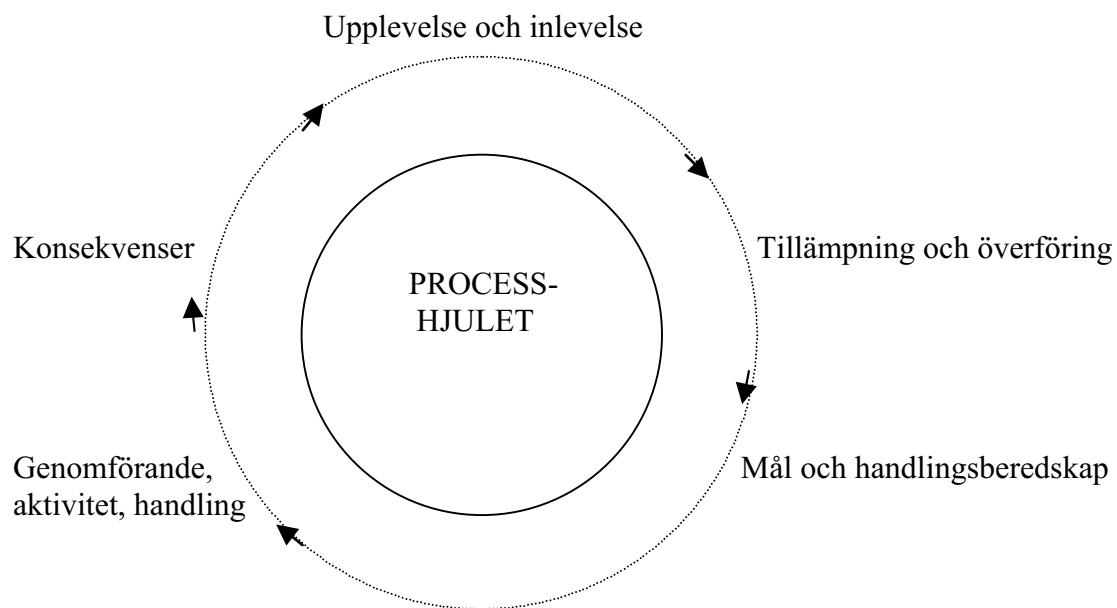 Upplevelse och inlevelse
Konsekvenser
Tillämpning och överföring
PROCESS-
HJULET
Genomförande,
aktivitet, handling
Mål och handlingsberedskap